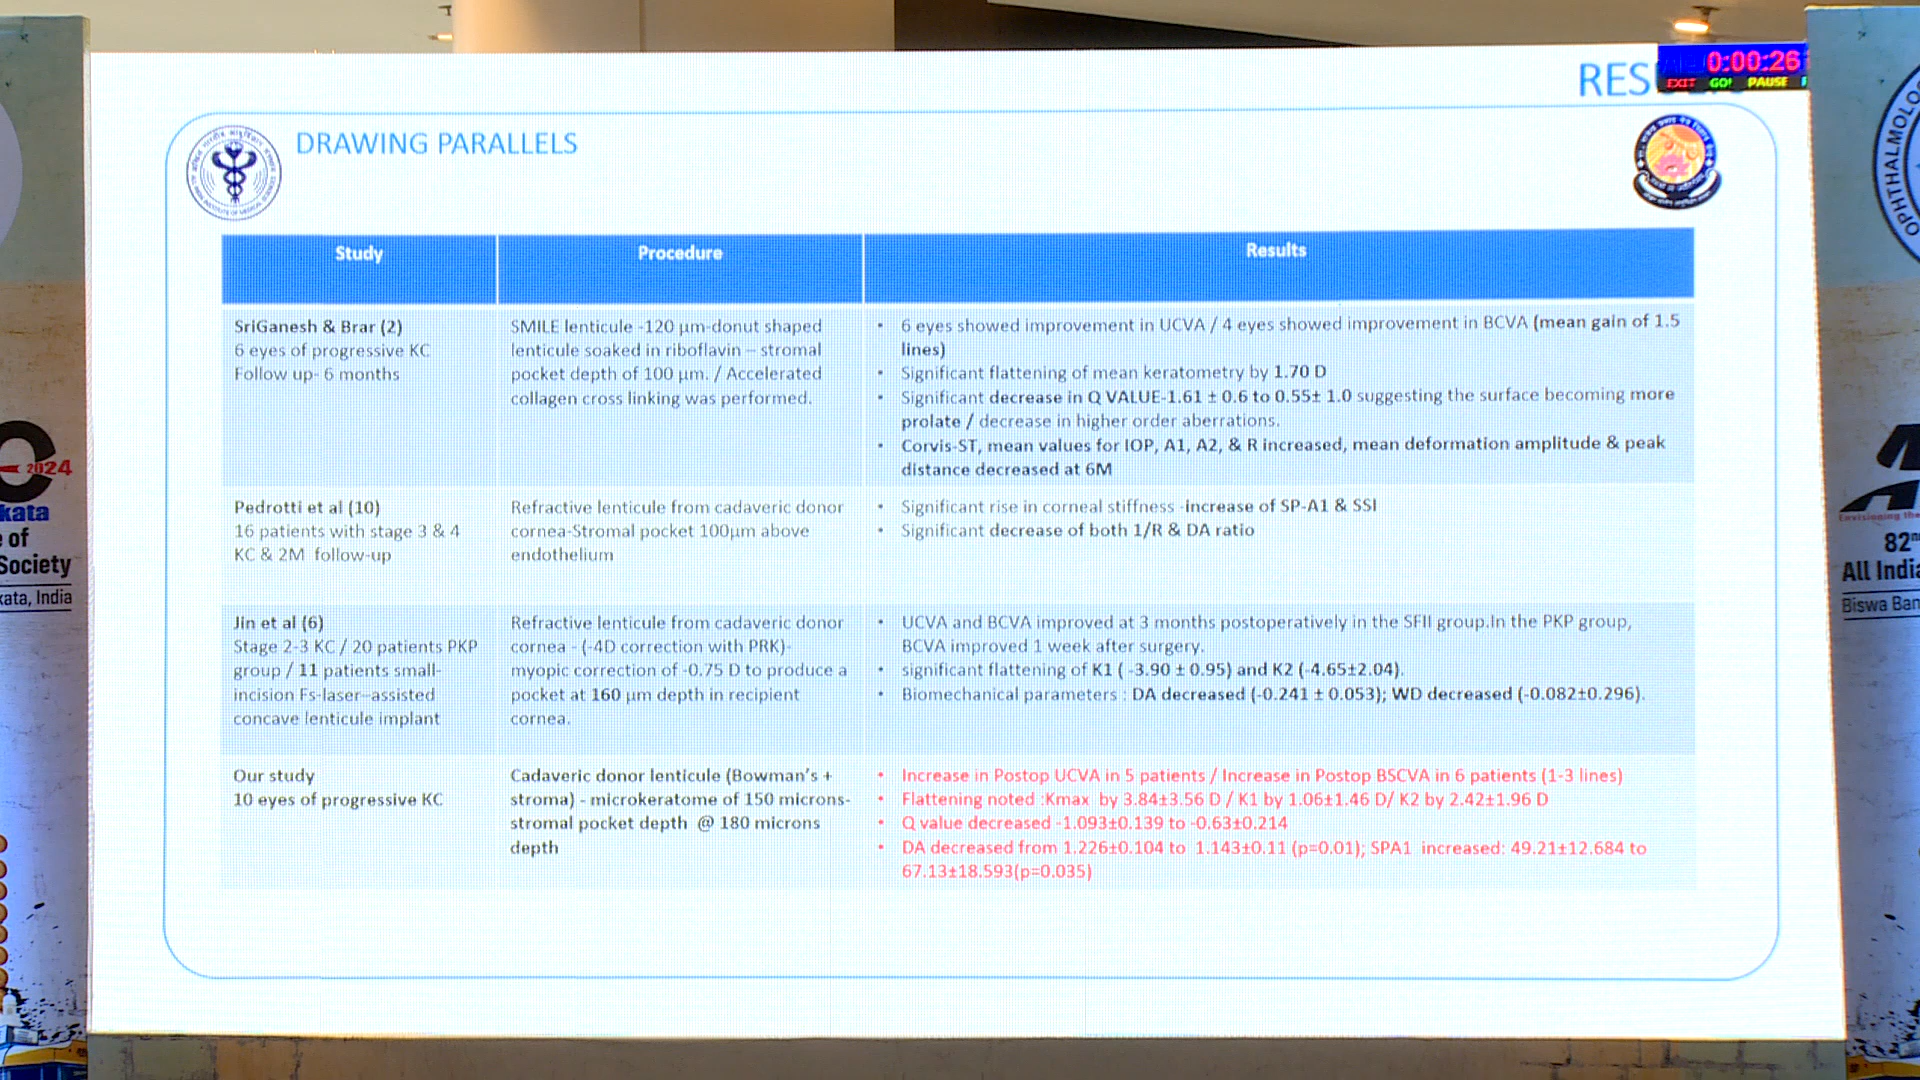 RES
0:00:26
EXIT GO! PAUSE
DRAWING PARALLELS
Study
Procedure
Results
SriGanesh & Brar (2)
6 eyes of progressive KC
Follow up- 6 months
SMILE lenticule -120 µm-donut shaped
lenticule soaked in riboflavin – stromal
pocket depth of 100 µm. / Accelerated
collagen cross linking was performed.
• 6 eyes showed improvement in UCVA / 4 eyes showed improvement in BCVA (mean gain of 1.5
lines)
• Significant flattening of mean keratometry by 1.70 D
• Significant decrease in Q VALUE-1.61 ± 0.6 to 0.55± 1.0 suggesting the surface becoming more
prolate / decrease in higher order aberrations.
• Corvis-ST, mean values for IOP, A1, A2, & R increased, mean deformation amplitude & peak
distance decreased at 6M
Pedrotti et al (10)
16 patients with stage 3 & 4
KC & 2M follow-up
Refractive lenticule from cadaveric donor
cornea-Stromal pocket 100µm above
endothelium
• Significant rise in corneal stiffness -increase of SP-A1 & SSI
• Significant decrease of both 1/R & DA ratio
Jin et al (6)
Stage 2-3 KC / 20 patients PKP
group / 11 patients small-
incision Fs-laser–assisted
concave lenticule implant
Refractive lenticule from cadaveric donor
cornea - (-4D correction with PRK)-
myopic correction of -0.75 D to produce a
pocket at 160 µm depth in recipient
cornea.
• UCVA and BCVA improved at 3 months postoperatively in the SFII group.In the PKP group,
BCVA improved 1 week after surgery.
• significant flattening of K1 ( -3.90 ± 0.95) and K2 (-4.65±2.04).
• Biomechanical parameters : DA decreased (-0.241 ± 0.053); WD decreased (-0.082±0.296).
Our study
10 eyes of progressive KC
Cadaveric donor lenticule (Bowman's +
stroma) - microkeratome of 150 microns-
stromal pocket depth @ 180 microns
depth
• Increase in Postop UCVA in 5 patients / Increase in Postop BSCVA in 6 patients (1-3 lines)
• Flattening noted :Kmax by 3.84±3.56 D / K1 by 1.06±1.46 D/ K2 by 2.42±1.96 D
• Q value decreased -1.093±0.139 to -0.63±0.214
• DA decreased from 1.226±0.104 to 1.143±0.11 (p=0.01); SPA1 increased: 49.21±12.684 to
67.13±18.593(p=0.035)
2024
kata
of
Society
kata, India
OPHTHALMOLO
Envisioning the
82nd
All India
Biswa Ban